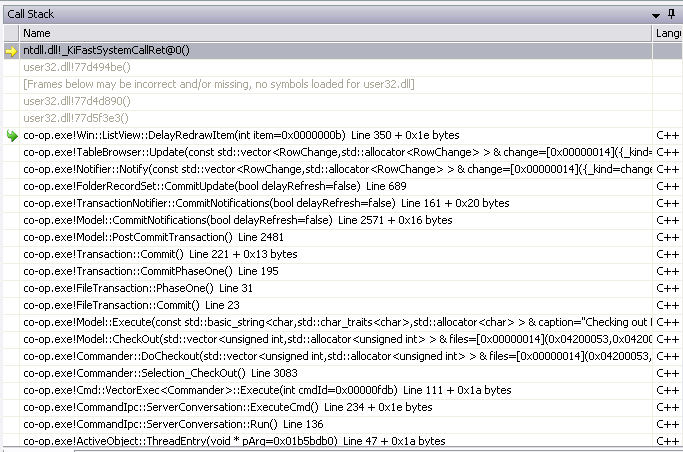 Call Stack
Name Langu
ntdll.dll!_KiFastSystemCallRet@0()
user32.dll!77d494be()
[Frames below may be incorrect and/or missing, no symbols loaded for user32.dll]
user32.dll!77d4d890()
user32.dll!77d5f3e3()
co-op.exe!Win::ListView::DelayRedrawItem(int item=0x0000000b) Line 350 + 0x1e bytes C++
co-op.exe!TableBrowser::Update(const std::vector<RowChange,std::allocator<RowChange> > & change=[0x00000014]({_kind= C++
co-op.exe!Notifier::Notify(const std::vector<RowChange,std::allocator<RowChange> > & change=[0x00000014]({_kind=change C++
co-op.exe!FolderRecordSet::CommitUpdate(bool delayRefresh=false) Line 689 C++
co-op.exe!TransactionNotifier::CommitNotifications(bool delayRefresh=false) Line 161 + 0x20 bytes C++
co-op.exe!Model::CommitNotifications(bool delayRefresh=false) Line 2571 + 0x16 bytes C++
co-op.exe!Model::PostCommitTransaction() Line 2481 C++
co-op.exe!Transaction::Commit() Line 221 + 0x13 bytes C++
co-op.exe!Transaction::CommitPhaseOne() Line 195 C++
co-op.exe!FileTransaction::PhaseOne() Line 31 C++
co-op.exe!FileTransaction::Commit() Line 23 C++
co-op.exe!Model::Execute(const std::basic_string<char,std::char_traits<char>,std::allocator<char> > & caption="Checking out C++
co-op.exe!Model::CheckOut(std::vector<unsigned int,std::allocator<unsigned int> > & files=[0x00000014](0x04200053,0x04200 C++
co-op.exe!Commander::DoCheckout(std::vector<unsigned int,std::allocator<unsigned int> > & files=[0x00000014](0x04200053, C++
co-op.exe!Commander::Selection_CheckOut() Line 3083 C++
co-op.exe!Cmd::VectorExec<Commander>::Execute(int cmdId=0x00000fdb) Line 111 + 0x1a bytes C++
co-op.exe!CommandIpc::ServerConversation::ExecuteCmd() Line 234 + 0x1e bytes C++
co-op.exe!CommandIpc::ServerConversation::Run() Line 136 C++
co-op.exe!ActiveObject::ThreadEntry(void * pArg=0x01b5bdb0) Line 47 + 0x1a bytes C++